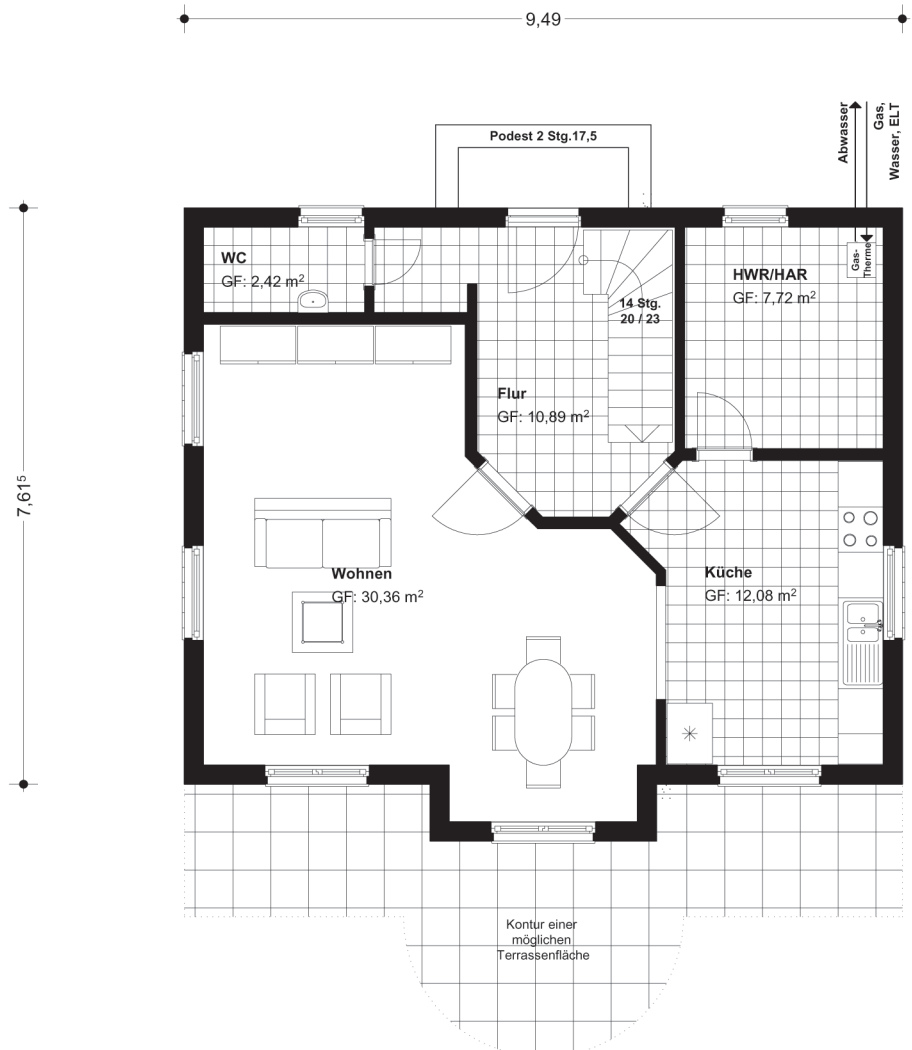 9,49
Abwasser
Gas,
Wasser, ELT
Podest 2 Stg.17,5
WC
GF: 2,42 m²
HWR/HAR
GF: 7,72 m²
Gas-
Therme
14 Stg.
20 / 23
Flur
GF: 10,89 m²
7,61⁵
Wohnen
GF: 30,36 m²
Küche
GF: 12,08 m²
Kontur einer
möglichen
Terrassenfläche